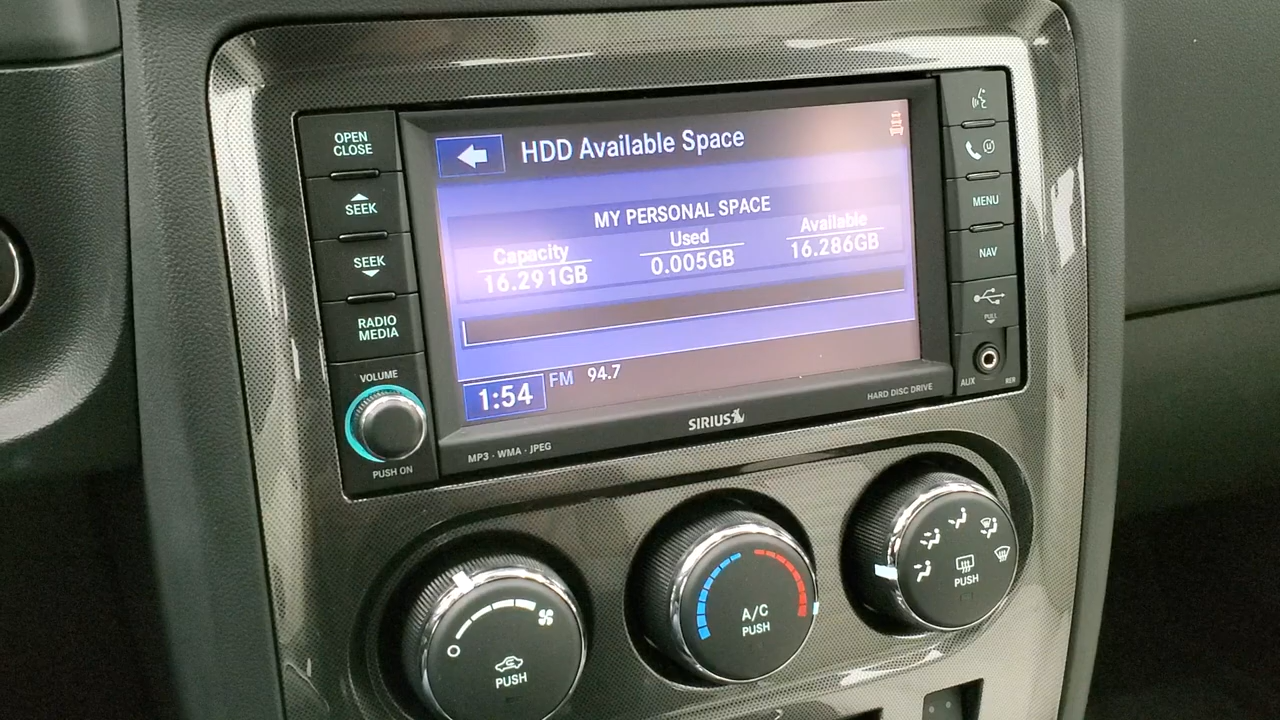 OPEN
CLOSE
SEEK
SEEK
RADIO
MEDIA
VOLUME
PUSH ON
HDD Available Space
MY PERSONAL SPACE
Capacity
16.291GB
Used
0.005GB
Available
16.286GB
1:54
FM 94.7
MP3 · WMA · JPEG
SIRIUS
HARD DISC DRIVE
MENU
NAV
PULL
AUX
PUSH
A/C
PUSH
PUSH